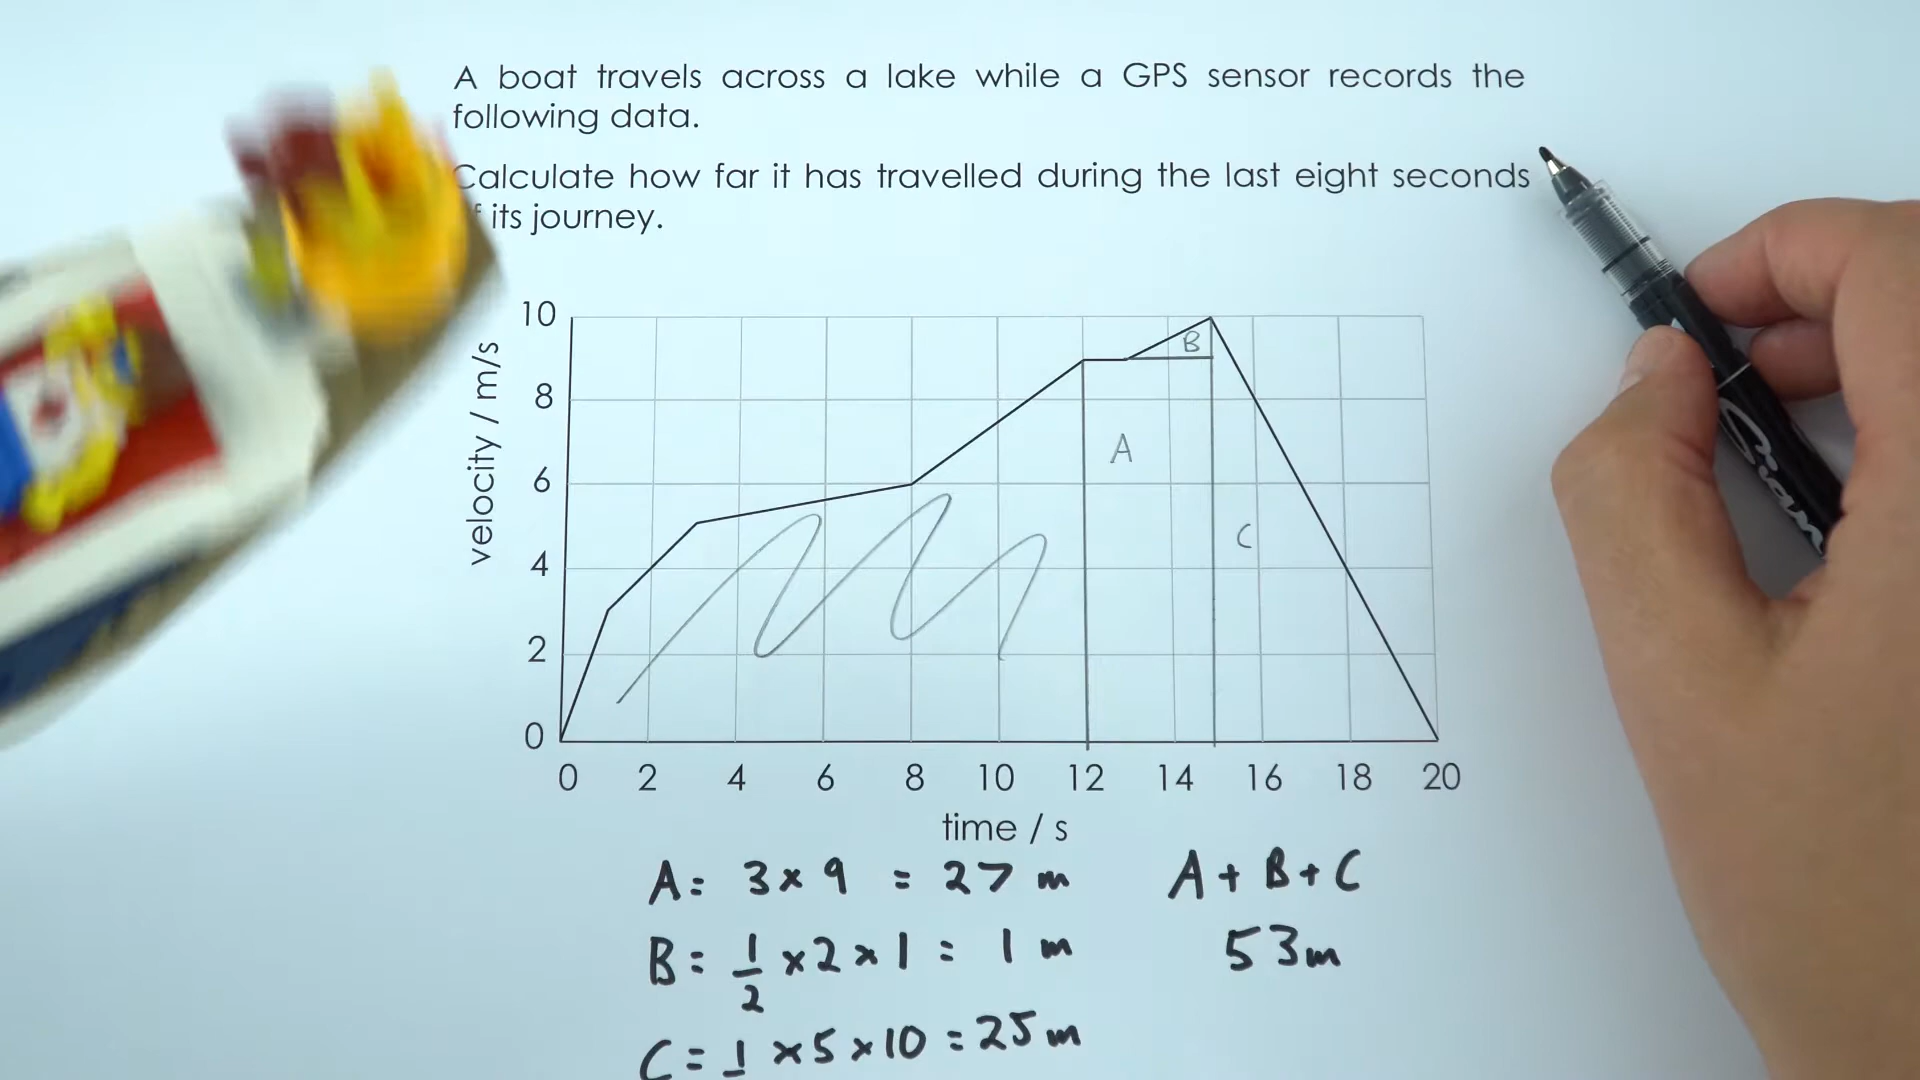 A boat travels across a lake while a GPS sensor records the
following data.
Calculate how far it has travelled during the last eight seconds
its journey.
velocity / m/s
10
8
6
4
2
0
B
A
C
0 2 4 6 8 10 12 14 16 18 20
time / s
A = 3 × 9 = 27 m
A + B + C
B = 1/2 × 2 × 1 = 1 m
53m
C = 1 × 5 × 10 = 25 m